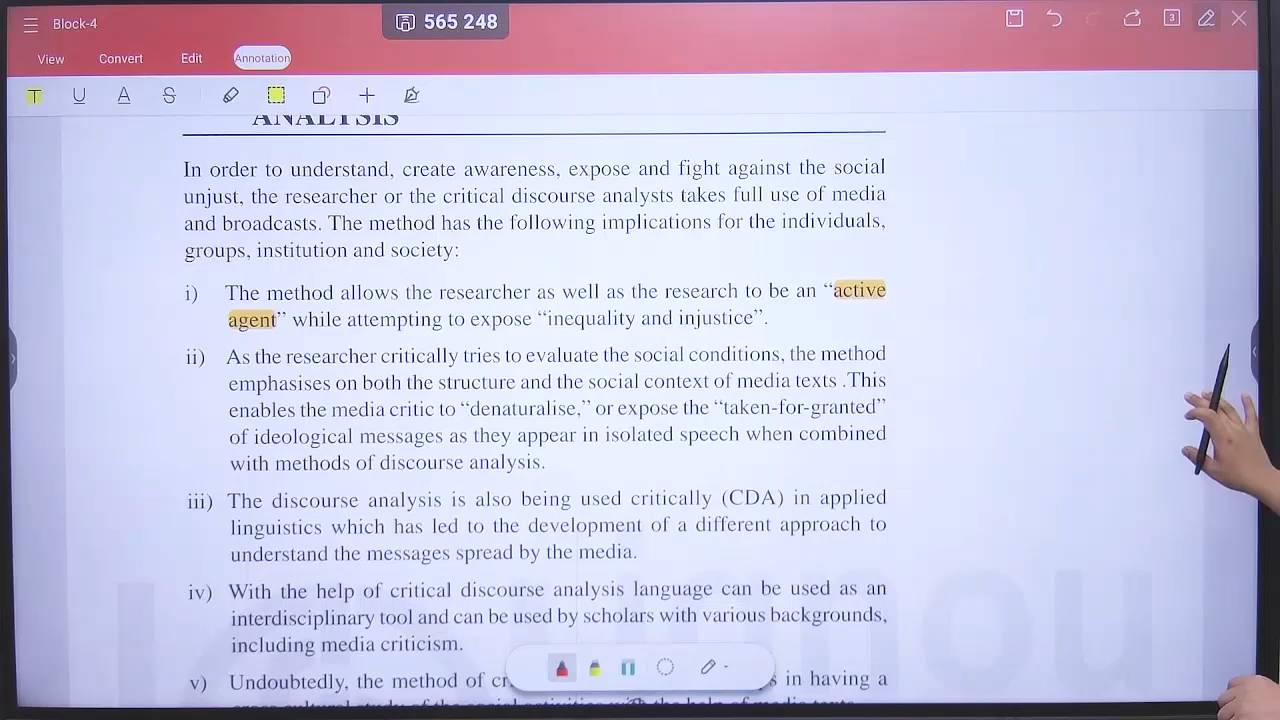 Block-4
565 248
3
View Convert Edit Annotation
T U A S
ANALYSIS
In order to understand, create awareness, expose and fight against the social
unjust, the researcher or the critical discourse analysts takes full use of media
and broadcasts. The method has the following implications for the individuals,
groups, institution and society:
i) The method allows the researcher as well as the research to be an “active
agent” while attempting to expose “inequality and injustice”.
ii) As the researcher critically tries to evaluate the social conditions, the method
emphasises on both the structure and the social context of media texts .This
enables the media critic to “denaturalise,” or expose the “taken-for-granted”
of ideological messages as they appear in isolated speech when combined
with methods of discourse analysis.
iii) The discourse analysis is also being used critically (CDA) in applied
linguistics which has led to the development of a different approach to
understand the messages spread by the media.
iv) With the help of critical discourse analysis language can be used as an
interdisciplinary tool and can be used by scholars with various backgrounds,
including media criticism.
v) Undoubtedly, the method of in having a